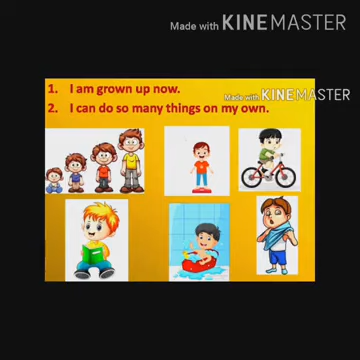 Made with KINEMASTER
1. I am grown up now.
Made with KINEMASTER
2. I can do so many things on my own.